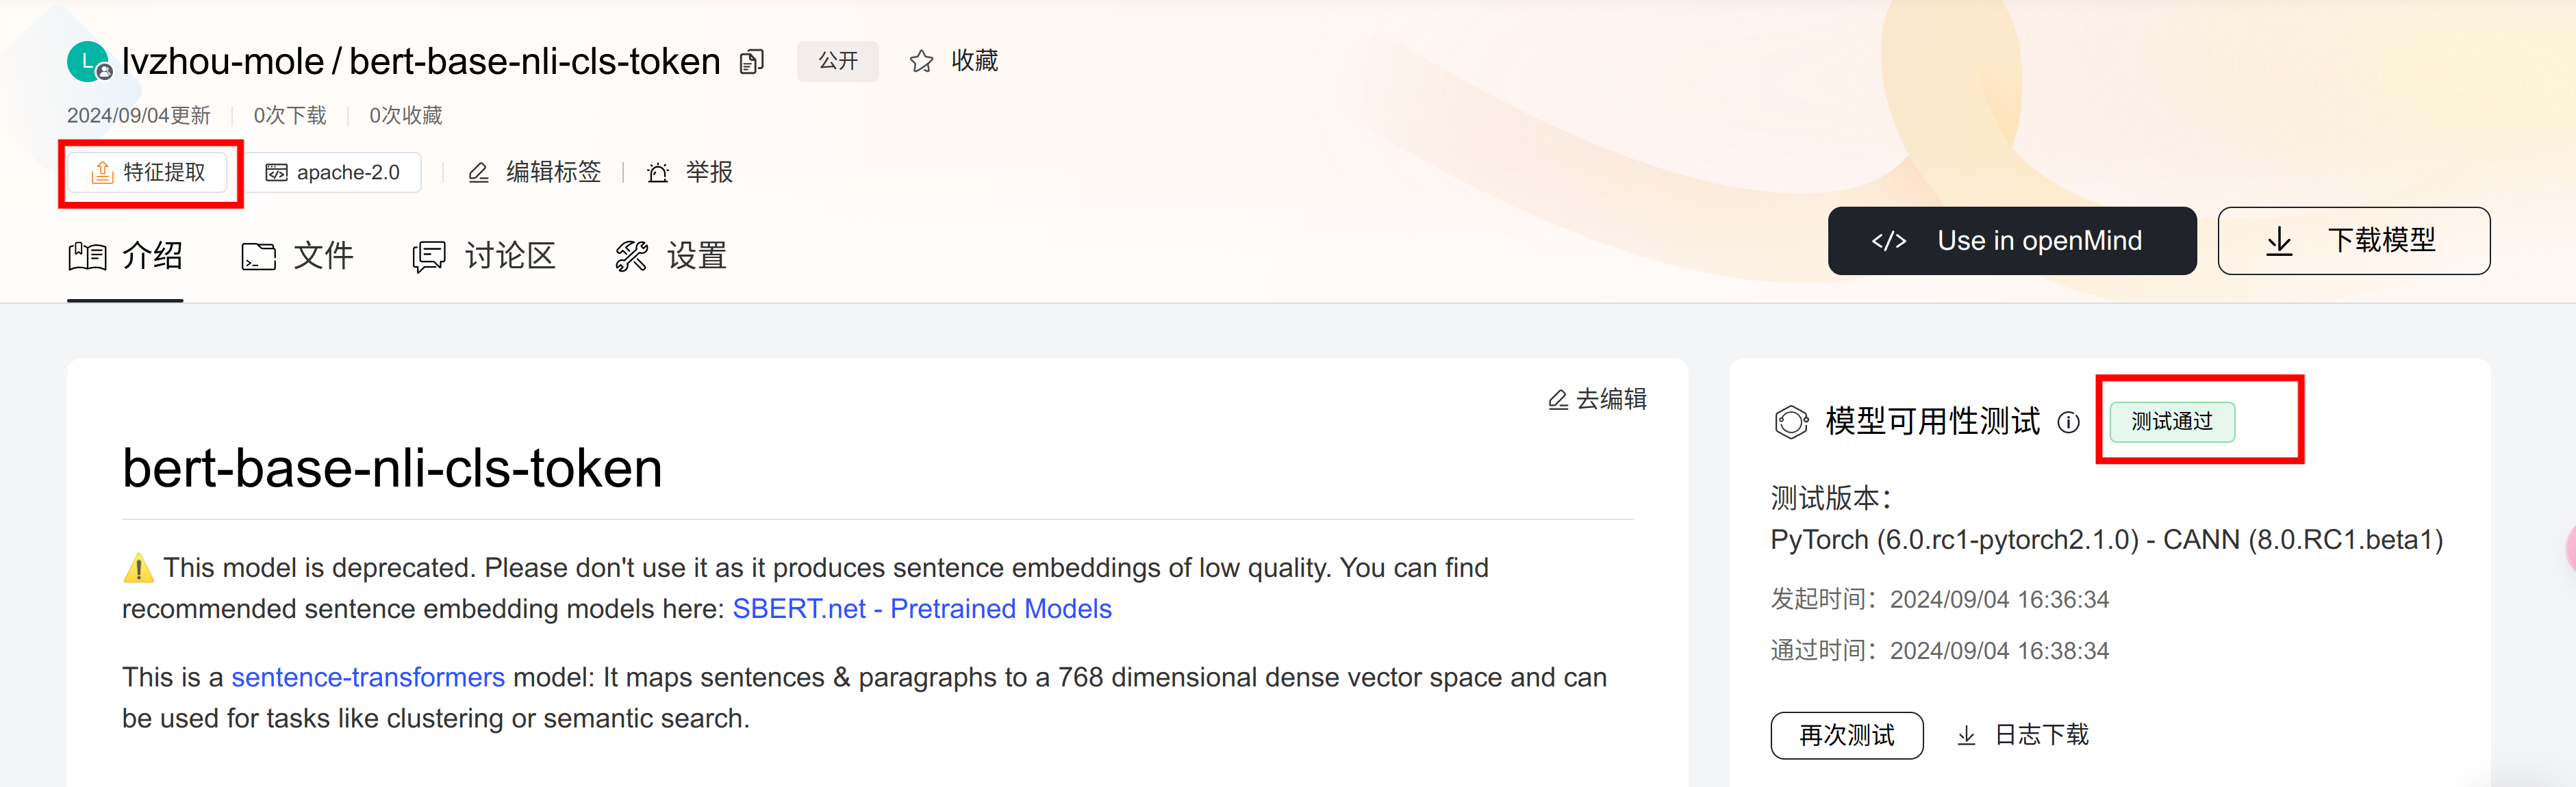 L lvzhou-mole / bert-base-nli-cls-token 公开 收藏
2024/09/04更新 0次下载 0次收藏
特征提取 apache-2.0 编辑标签 举报
介绍 文件 讨论区 设置 </> Use in openMind 下载模型
去编辑
bert-base-nli-cls-token
⚠️ This model is deprecated. Please don't use it as it produces sentence embeddings of low quality. You can find
recommended sentence embedding models here: SBERT.net - Pretrained Models
This is a sentence-transformers model: It maps sentences & paragraphs to a 768 dimensional dense vector space and can
be used for tasks like clustering or semantic search.
模型可用性测试 测试通过
测试版本：
PyTorch (6.0.rc1-pytorch2.1.0) - CANN (8.0.RC1.beta1)
发起时间：2024/09/04 16:36:34
通过时间：2024/09/04 16:38:34
再次测试 日志下载